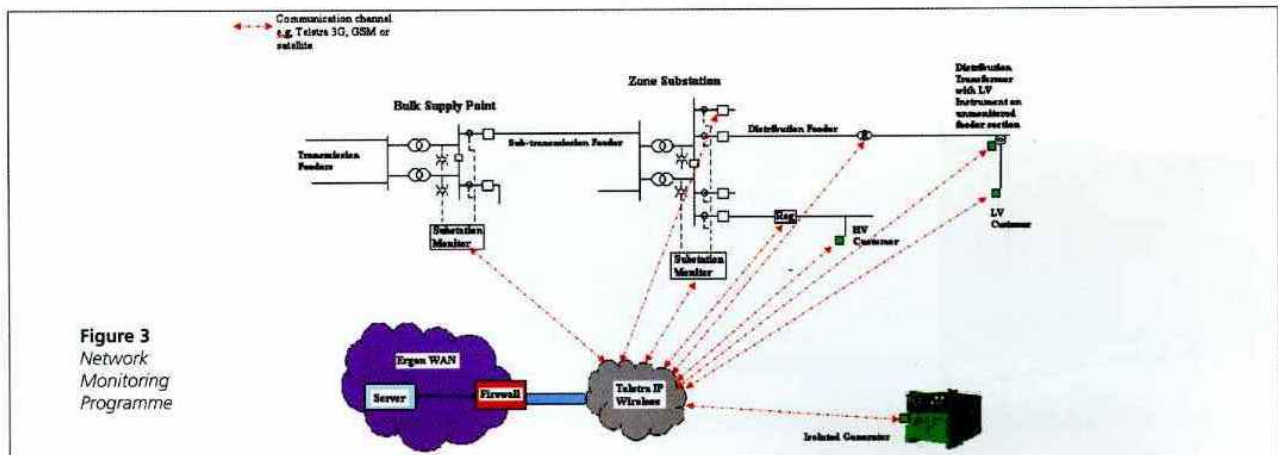 Communication channel
e.g, Telstra 3G, GSM or
satellite
Zone Substation
Distribution
Transformer
with LV
Instrument on
unmonitored
feeder section
Bulk Supply Point
Transmission
Feeders
Sub-transmission Feeder
Distribution Feeder
Reg
LV
Customer
HV
Customer
Substation
Monitor
Substation
Monitor
Figure 3
Network
Monitoring
Programme
Ergon WAN
Server
Firewall
Telstra IP
Wireless
Isolated Generator